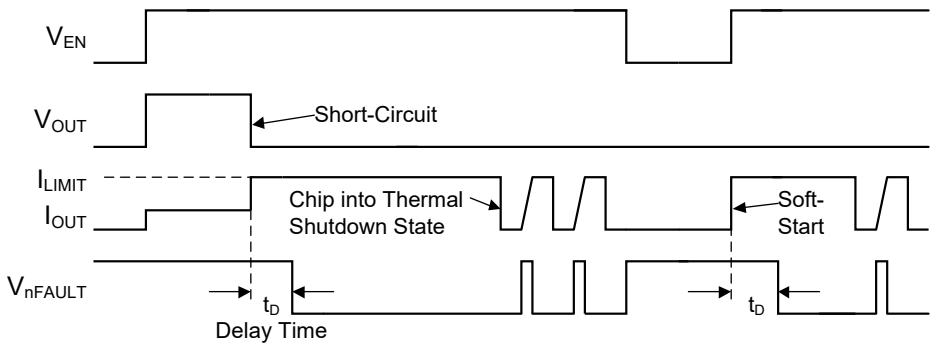 V_EN
V_OUT
Short-Circuit
I_LIMIT
I_OUT
Chip into Thermal
Shutdown State
Soft-
Start
V_nFAULT
t_D
Delay Time
t_D